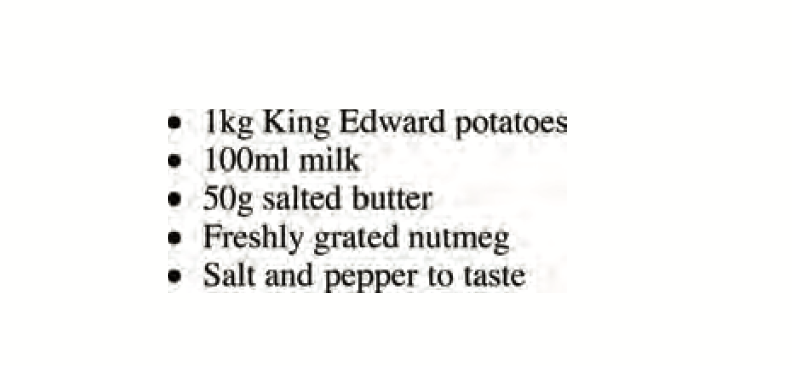 • 1kg King Edward potatoes
• 100ml milk
• 50g salted butter
• Freshly grated nutmeg
• Salt and pepper to taste